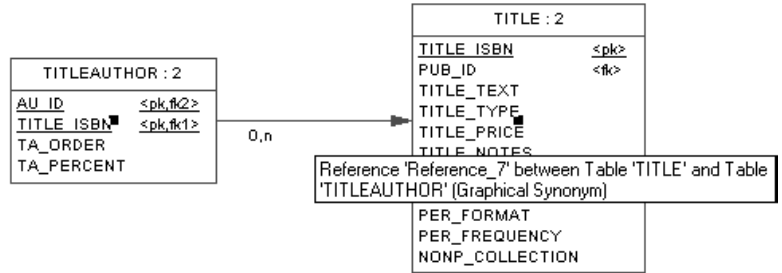 TITLEAUTHOR : 2
AU_ID <pk,fk2>
TITLE_ISBN <pk,fk1>
TA_ORDER
TA_PERCENT
0,n
TITLE : 2
TITLE_ISBN <pk>
PUB_ID <fk>
TITLE_TEXT
TITLE_TYPE
TITLE_PRICE
TITLE_NOTES
Reference 'Reference_7' between Table 'TITLE' and Table
'TITLEAUTHOR' (Graphical Synonym)
PER_FORMAT
PER_FREQUENCY
NONP_COLLECTION